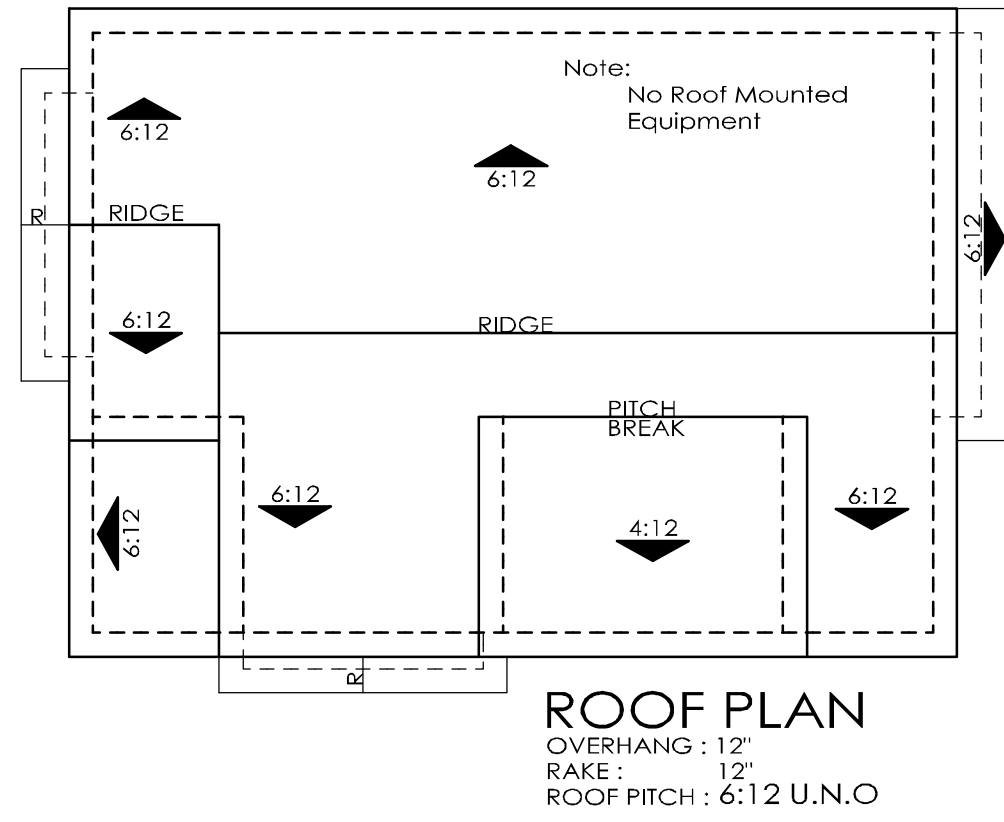 Note:
No Roof Mounted
Equipment
6:12
6:12
R
RIDGE
6:12
6:12
RIDGE
PITCH
BREAK
6:12
6:12
6:12
4:12
R
ROOF PLAN
OVERHANG : 12"
RAKE : 12"
ROOF PITCH : 6:12 U.N.O